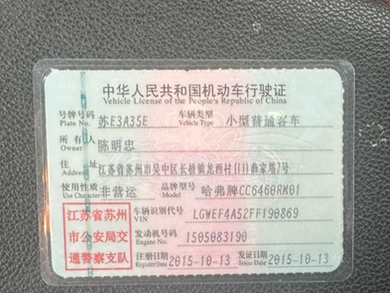 中华人民共和国机动车行驶证
Vehicle License of the People's Republic of China
号牌号码 苏E3A35E 车辆类型 小型普通客车
Plate No. Vehicle Type
所有人 陈明忠
Owner
住址 江苏省苏州市吴中区长桥镇龙西村(11)薛家塔7号
Address
使用性质 非营运 品牌型号 哈弗牌CC6460RK01
Use Character Model
江苏省苏州 车辆识别代号 LGWEF4A52FF190869
VIN
市公安局交 发动机号码 1505083190
Engine No.
通警察支队 注册日期 2015-10-13 发证日期 2015-10-13
Register Date Issue Date